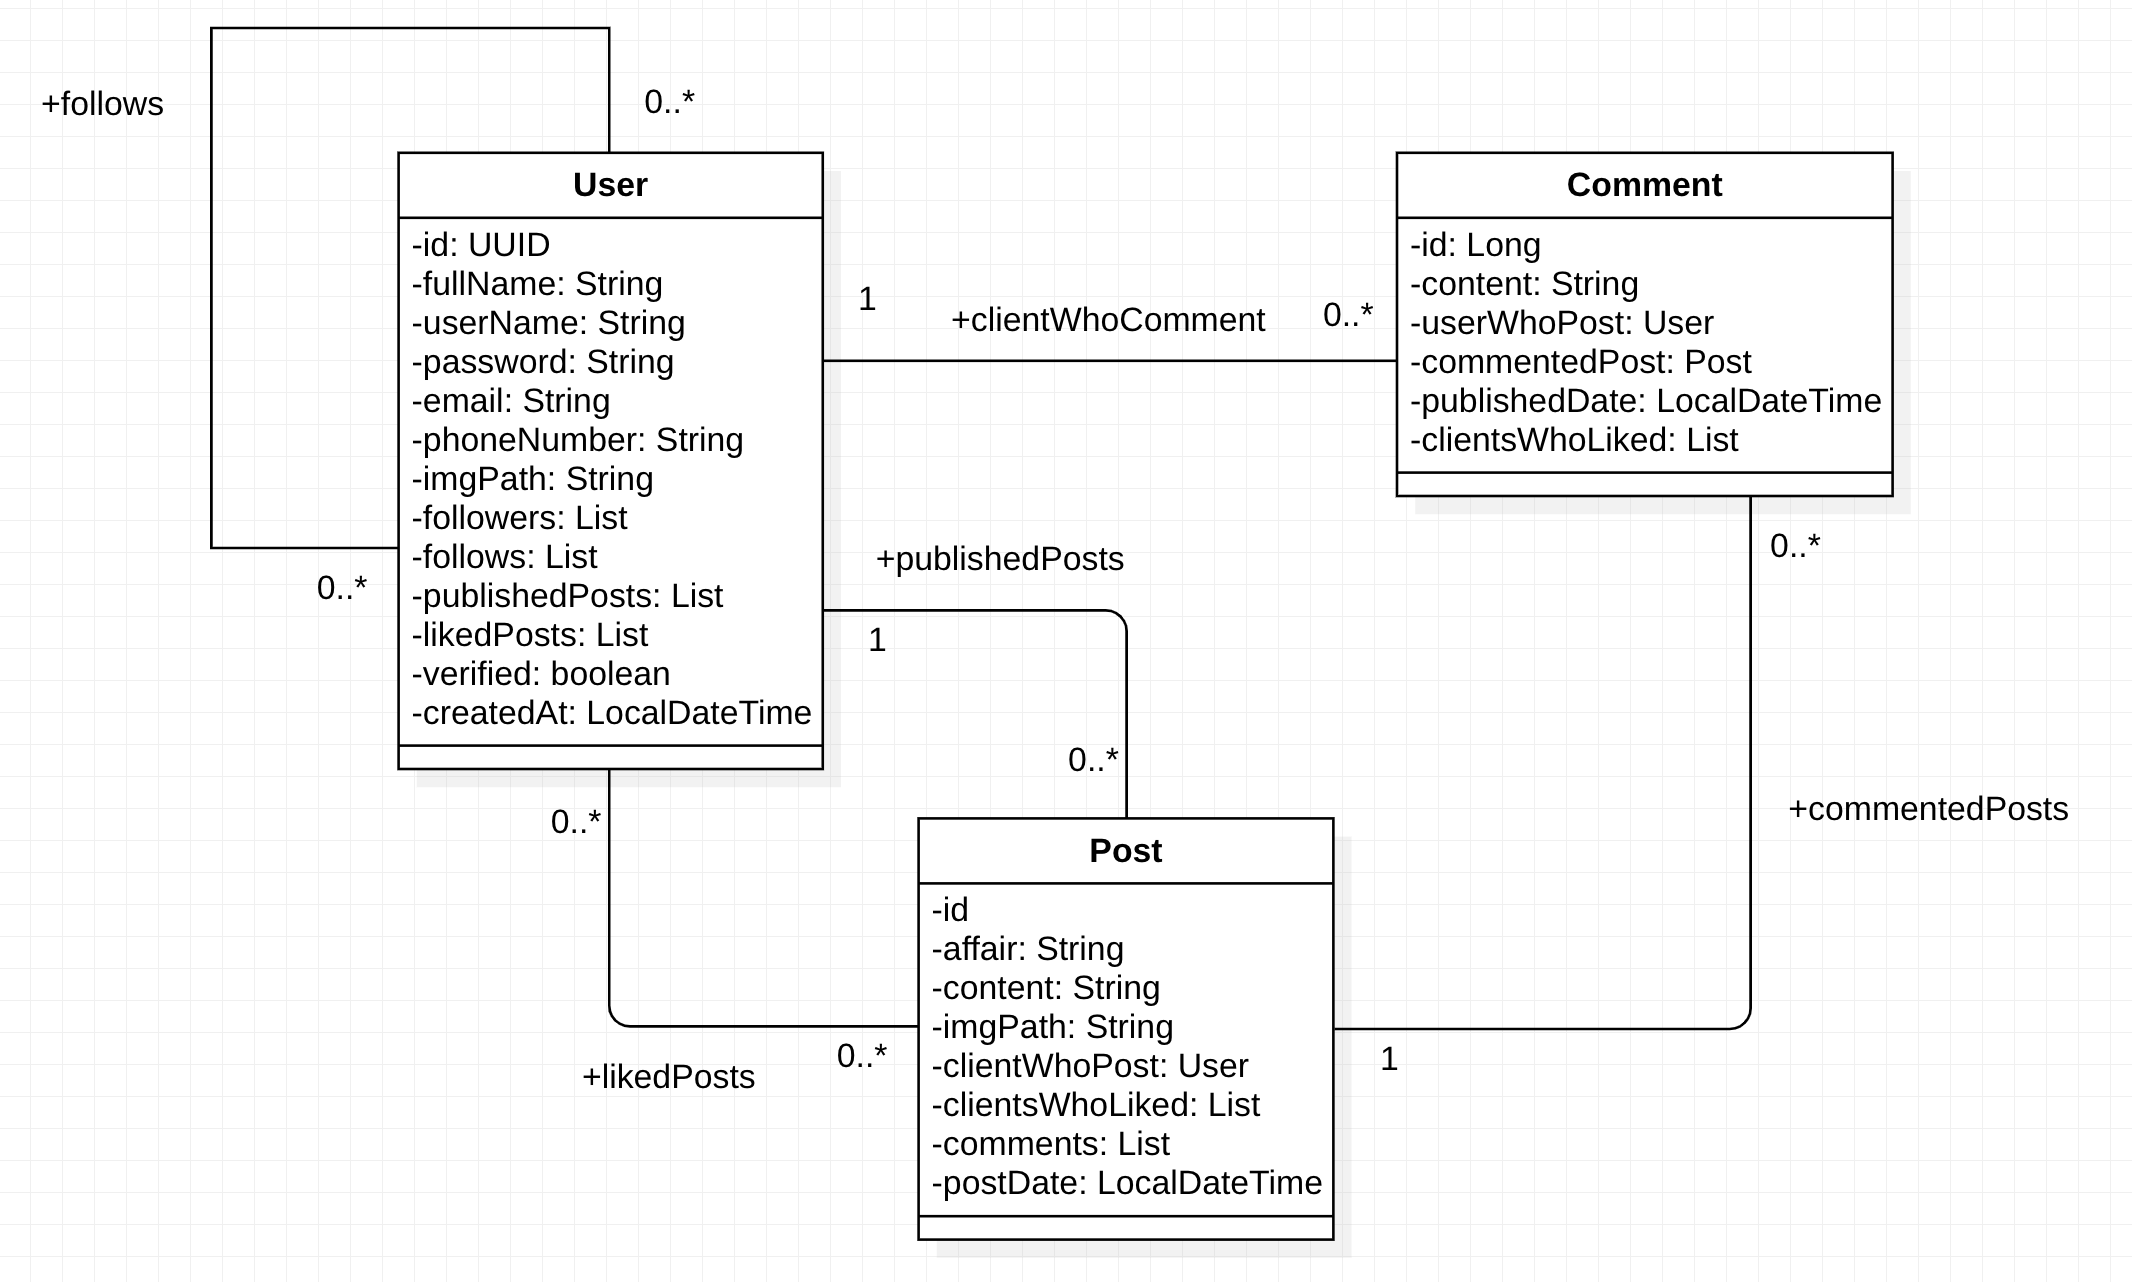 +follows
0..*
User
-id: UUID
-fullName: String
-userName: String
-password: String
-email: String
-phoneNumber: String
-imgPath: String
-followers: List
-follows: List
-publishedPosts: List
-likedPosts: List
-verified: boolean
-createdAt: LocalDateTime
0..*
1
+clientWhoComment
0..*
Comment
-id: Long
-content: String
-userWhoPost: User
-commentedPost: Post
-publishedDate: LocalDateTime
-clientsWhoLiked: List
+publishedPosts
1
0..*
0..*
+commentedPosts
1
0..*
+likedPosts
0..*
Post
-id
-affair: String
-content: String
-imgPath: String
-clientWhoPost: User
-clientsWhoLiked: List
-comments: List
-postDate: LocalDateTime